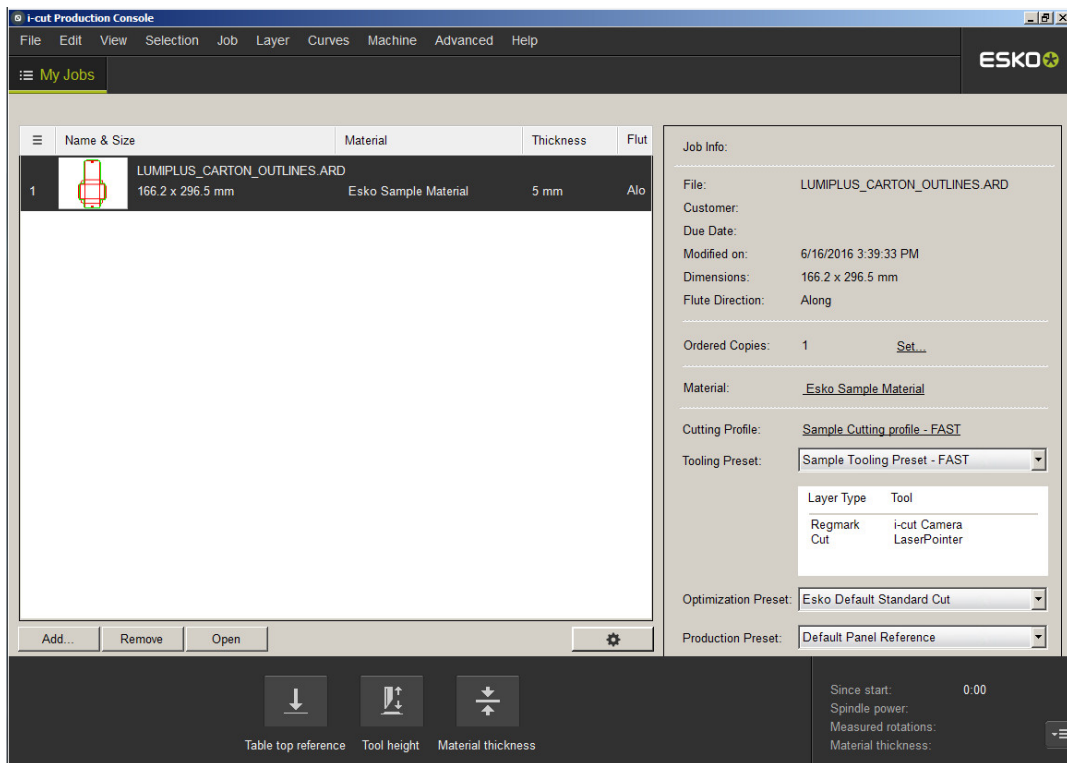 i-cut Production Console
File Edit View Selection Job Layer Curves Machine Advanced Help
ESKO
My Jobs
Name & Size Material Thickness Flut
LUMIPLUS_CARTON_OUTLINES.ARD
1 166.2 x 296.5 mm Esko Sample Material 5 mm Alo
Add... Remove Open
Job Info:
File: LUMIPLUS_CARTON_OUTLINES.ARD
Customer:
Due Date:
Modified on: 6/16/2016 3:39:33 PM
Dimensions: 166.2 x 296.5 mm
Flute Direction: Along
Ordered Copies: 1 Set...
Material: Esko Sample Material
Cutting Profile: Sample Cutting profile - FAST
Tooling Preset: Sample Tooling Preset - FAST
Layer Type Tool
Regmark i-cut Camera
Cut LaserPointer
Optimization Preset: Esko Default Standard Cut
Production Preset: Default Panel Reference
Table top reference Tool height Material thickness
Since start: 0:00
Spindle power:
Measured rotations:
Material thickness: